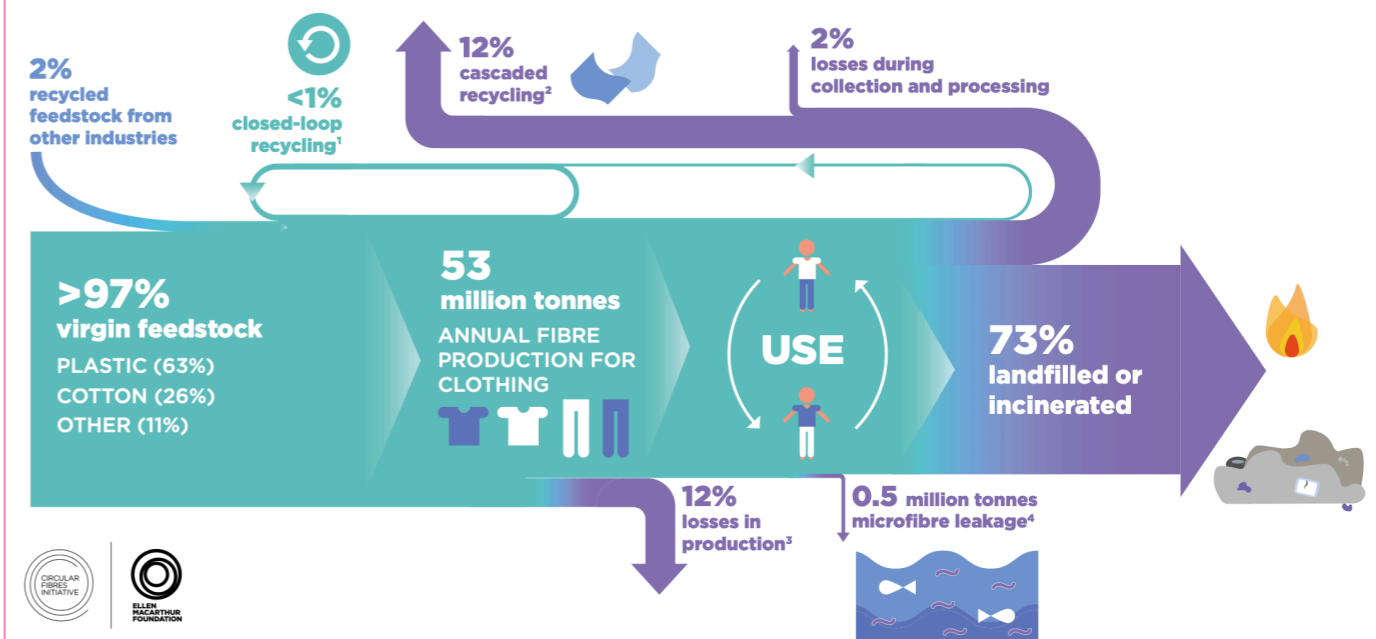 2%
recycled
feedstock from
other industries
<1%
closed-loop
recycling¹
12%
cascaded
recycling²
2%
losses during
collection and processing
>97%
virgin feedstock
PLASTIC (63%)
COTTON (26%)
OTHER (11%)
53
million tonnes
ANNUAL FIBRE
PRODUCTION FOR
CLOTHING
USE
73%
landfilled or
incinerated
12%
losses in
production³
0.5 million tonnes
microfibre leakage⁴
CIRCULAR
FIBRES
INITIATIVE
ELLEN
MACARTHUR
FOUNDATION